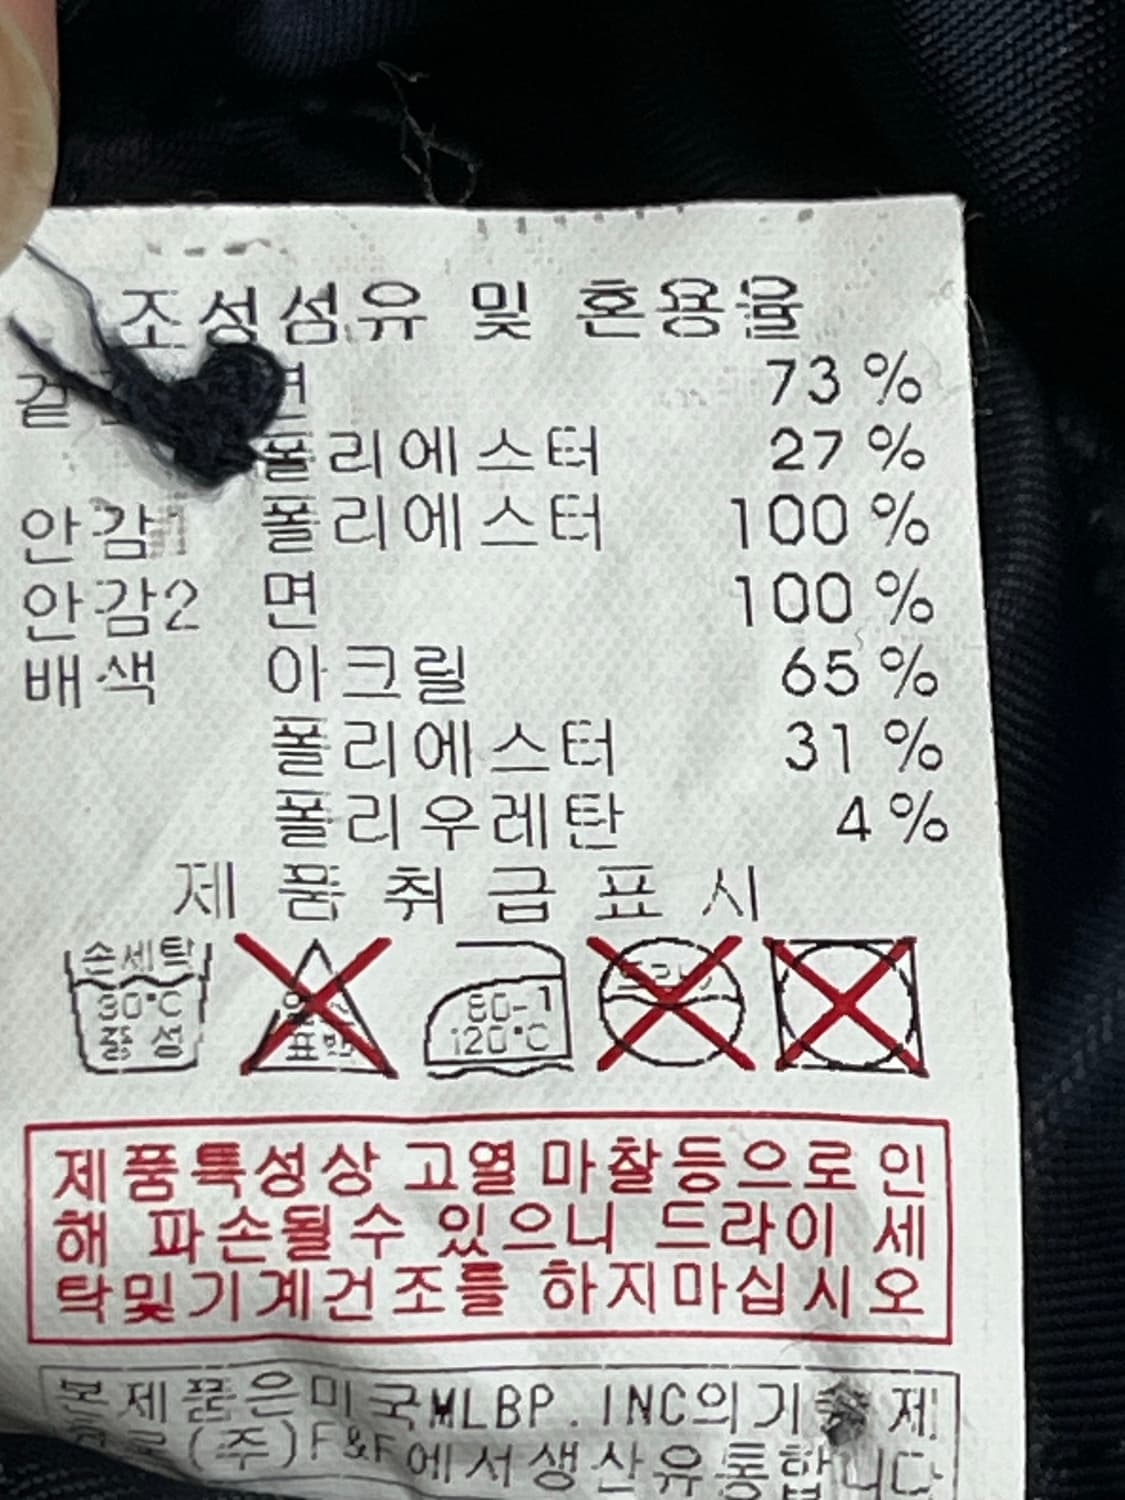 조성섬유 및 혼용율
면 73%
폴리에스터 27%
안감1 폴리에스터 100%
안감2 면 100%
배색 아크릴 65%
폴리에스터 31%
폴리우레탄 4%
제품취급표시
손세탁
30°C
중성
80-1
120°C
제품특성상 고열 마찰등으로 인
해 파손될수 있으니 드라이 세
탁및기계건조를 하지마십시오
본제품은미국MLBP.INC의기술 제
(주)F&F에서생산유통합니다